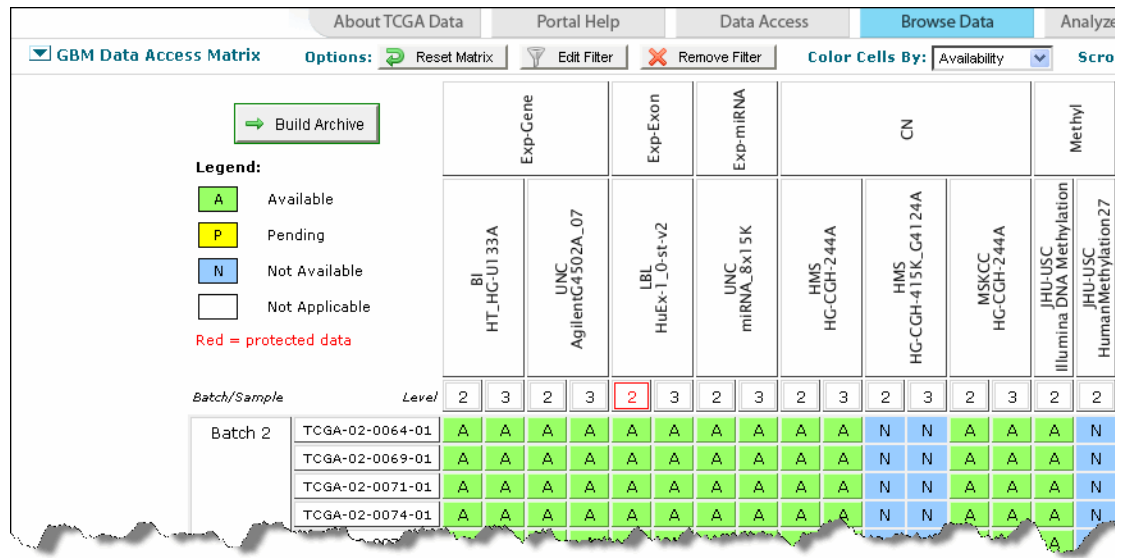 About TCGA Data Portal Help Data Access Browse Data Analyze
GBM Data Access Matrix Options: Reset Matrix Edit Filter Remove Filter Color Cells By: Availability Scro
Build Archive
Legend:
A Available
P Pending
N Not Available
Not Applicable
Red = protected data
Exp-Gene Exp-Exon Exp-miRNA CN Methyl
BI
HT_HG-U133A
UNC
AgilentG4502A_07
LBL
HuEx-1_0-st-v2
UNC
miRNA_8x15K
HMS
HG-CGH-244A
HMS
HG-CGH-415K_G4124A
MSKCC
HG-CGH-244A
JHU-USC
Illumina DNA Methylation
JHU-USC
HumanMethylation27
Batch/Sample Level 2 3 2 3 2 3 2 3 2 3 2 3 2 3 2 2
Batch 2 TCGA-02-0064-01 A A A A A A A A A A N N A A A N
TCGA-02-0069-01 A A A A A A A A A A N N A A A N
TCGA-02-0071-01 A A A A A A A A A A N N A A A N
TCGA-02-0074-01 A A A A A A A A A A N N A A A N
A